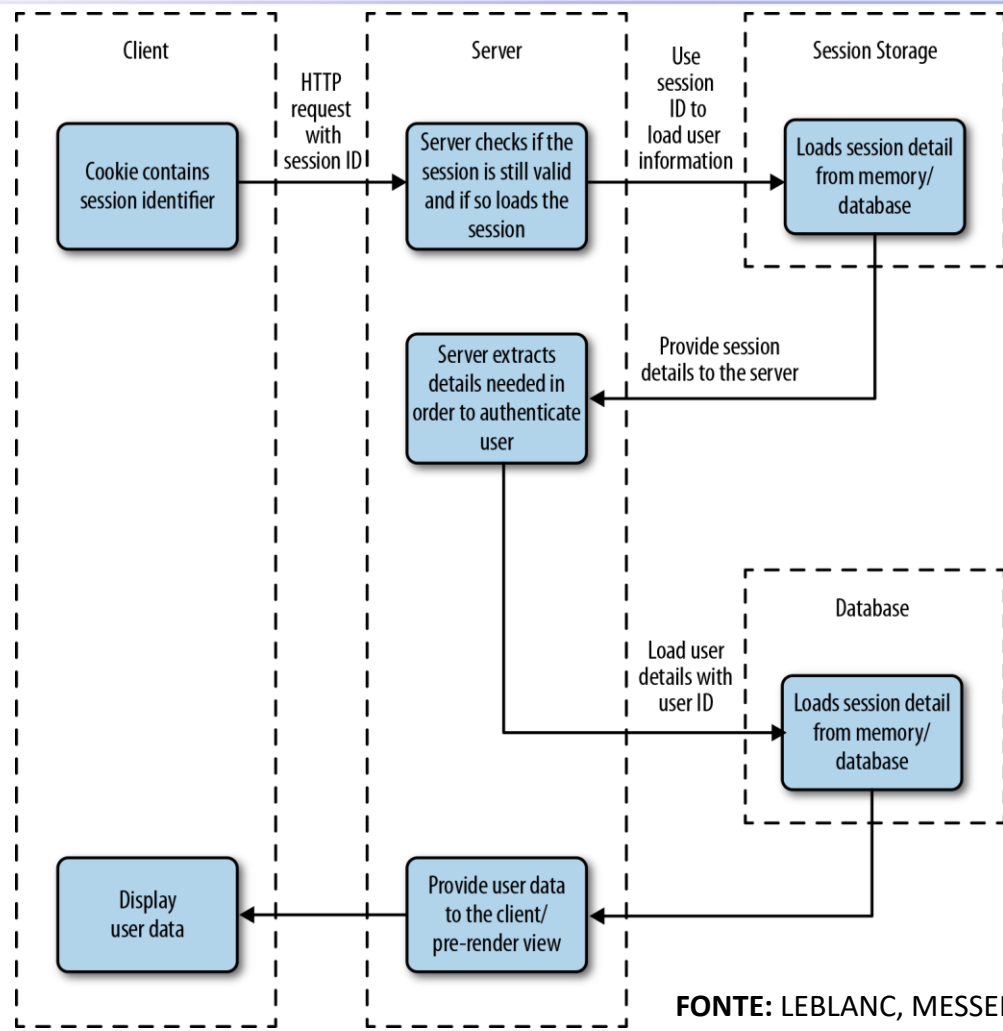 Client
Server
Session Storage
HTTP
request
with
session ID
Use
session
ID to
load user
information
Cookie contains
session identifier
Server checks if the
session is still valid
and if so loads the
session
Loads session detail
from memory/
database
Provide session
details to the server
Server extracts
details needed in
order to authenticate
user
Database
Load user
details with
user ID
Loads session detail
from memory/
database
Display
user data
Provide user data
to the client/
pre-render view
FONTE: LEBLANC,